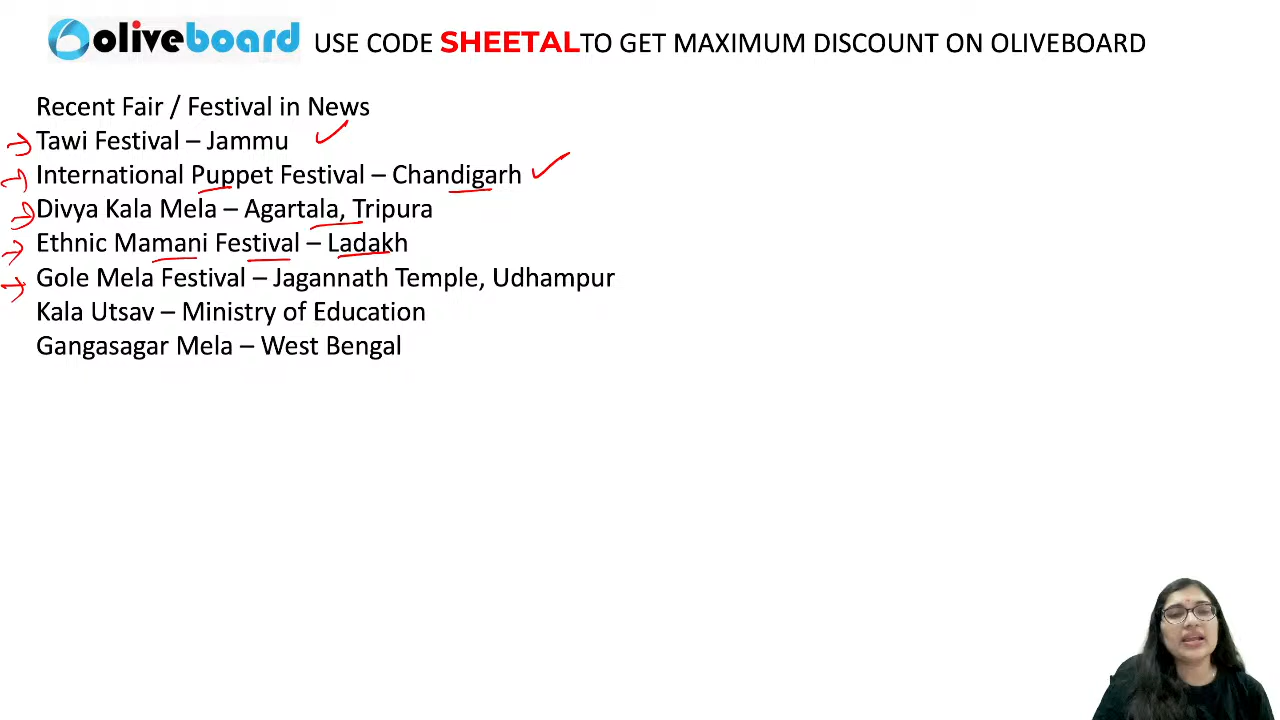 oliveboard USE CODE SHEETAL TO GET MAXIMUM DISCOUNT ON OLIVEBOARD
Recent Fair / Festival in News
Tawi Festival – Jammu
International Puppet Festival – Chandigarh
Divya Kala Mela – Agartala, Tripura
Ethnic Mamani Festival – Ladakh
Gole Mela Festival – Jagannath Temple, Udhampur
Kala Utsav – Ministry of Education
Gangasagar Mela – West Bengal